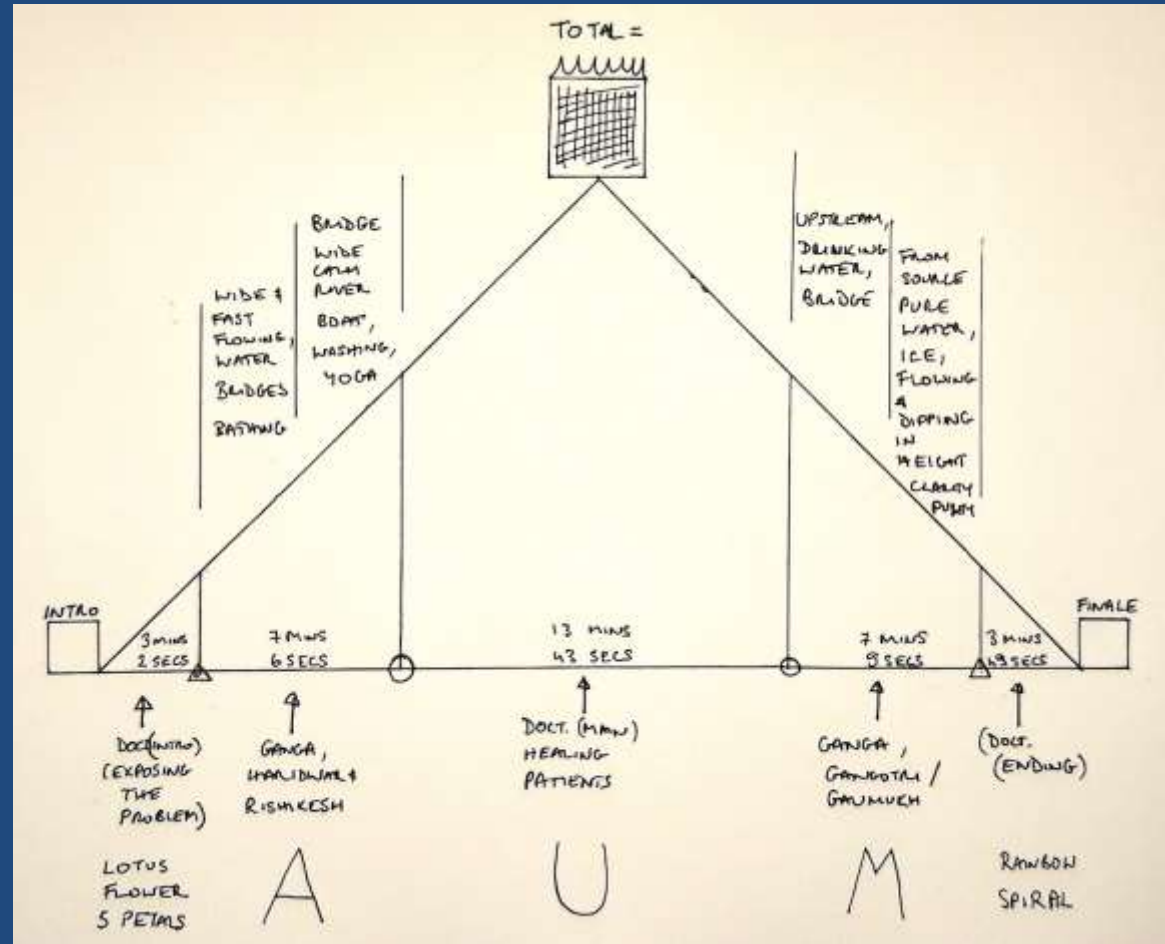 TOTAL =
BRIDGE
WIDE
CALM
RIVER
BOAT,
WASHING,
YOGA
WIDE &
FAST
FLOWING,
WATER
BRIDGES
BATHING
UPSTREAM,
DRINKING
WATER,
BRIDGE
FROM
SOURCE
PURE
WATER,
ICE,
FLOWING
&
DIPPING
IN
HEIGHT
CLARITY
PURITY
INTRO
FINALE
3 MINS
2 SECS
7 MINS
6 SECS
13 MINS
43 SECS
7 MINS
9 SECS
3 MINS
49 SECS
DOCT(INTRO)
(EXPOSING
THE
PROBLEM)
GANGA,
HARIDWAR &
RISHIKESH
DOCT. (MAIN)
HEALING
PATIENTS
GANGA,
GANGOTRI /
GAUMUKH
(DOCT.
(ENDING)
LOTUS
FLOWER
5 PETALS
A
U
M
RAINBOW
SPIRAL